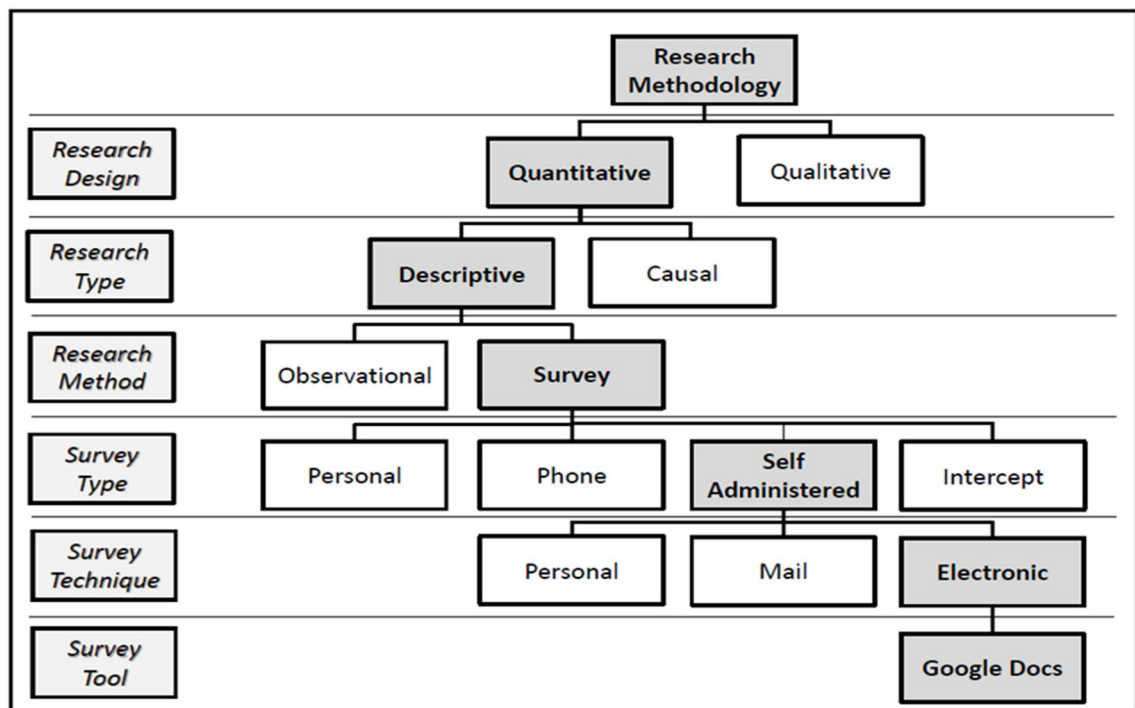 Research
Methodology
Research
Design
Quantitative
Qualitative
Research
Type
Descriptive
Causal
Research
Method
Observational
Survey
Survey
Type
Personal
Phone
Self
Administered
Intercept
Survey
Technique
Personal
Mail
Electronic
Survey
Tool
Google Docs